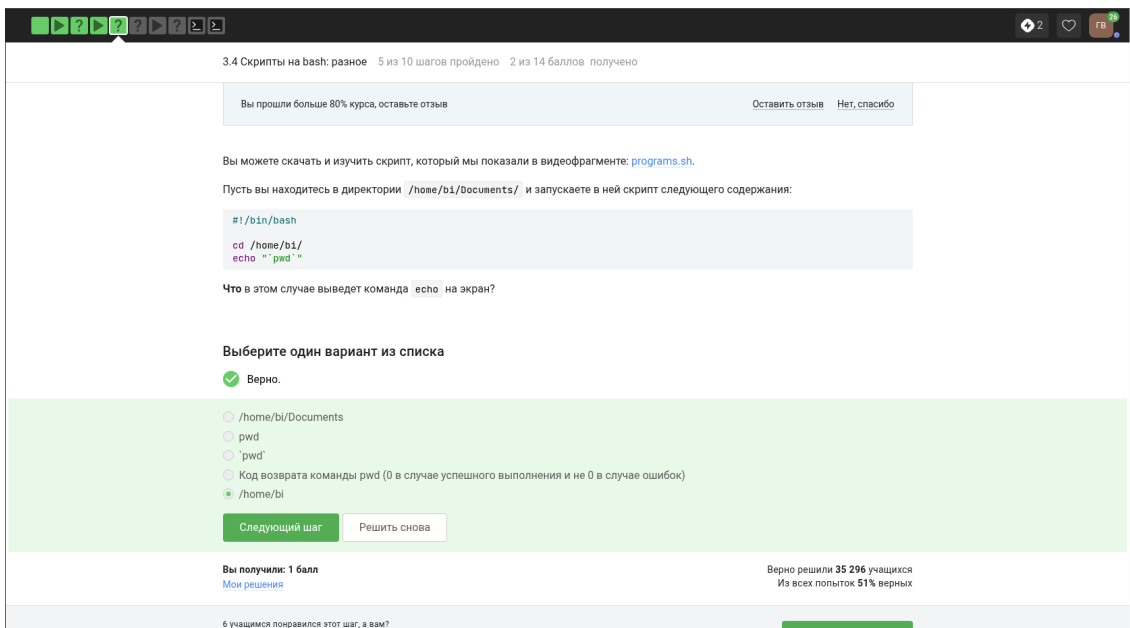 2
ГВ
26
3.4 Скрипты на bash: разное 5 из 10 шагов пройдено 2 из 14 баллов получено
Вы прошли больше 80% курса, оставьте отзыв Оставить отзыв Нет, спасибо
Вы можете скачать и изучить скрипт, который мы показали в видеофрагменте: programs.sh.
Пусть вы находитесь в директории /home/bi/Documents/ и запускаете в ней скрипт следующего содержания:
#!/bin/bash
cd /home/bi/
echo "`pwd`"
Что в этом случае выведет команда echo на экран?
Выберите один вариант из списка
Верно.
/home/bi/Documents
pwd
`pwd`
Код возврата команды pwd (0 в случае успешного выполнения и не 0 в случае ошибок)
/home/bi
Следующий шаг Решить снова
Вы получили: 1 балл Верно решили 35 296 учащихся
Мои решения Из всех попыток 51% верных
6 учащимся понравился этот шаг, а вам?